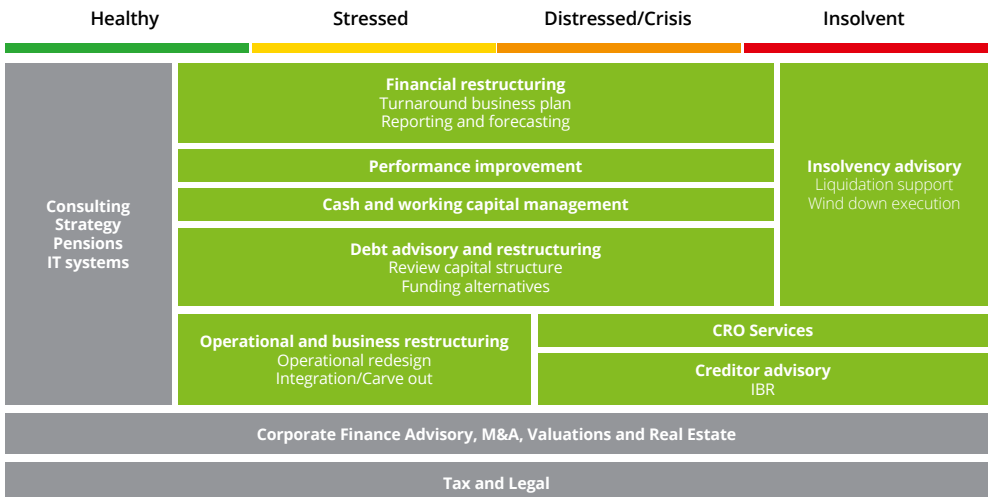 Healthy
Stressed
Distressed/Crisis
Insolvent
Consulting
Strategy
Pensions
IT systems
Financial restructuring
Turnaround business plan
Reporting and forecasting
Performance improvement
Cash and working capital management
Debt advisory and restructuring
Review capital structure
Funding alternatives
Insolvency advisory
Liquidation support
Wind down execution
Operational and business restructuring
Operational redesign
Integration/Carve out
CRO Services
Creditor advisory
IBR
Corporate Finance Advisory, M&A, Valuations and Real Estate
Tax and Legal